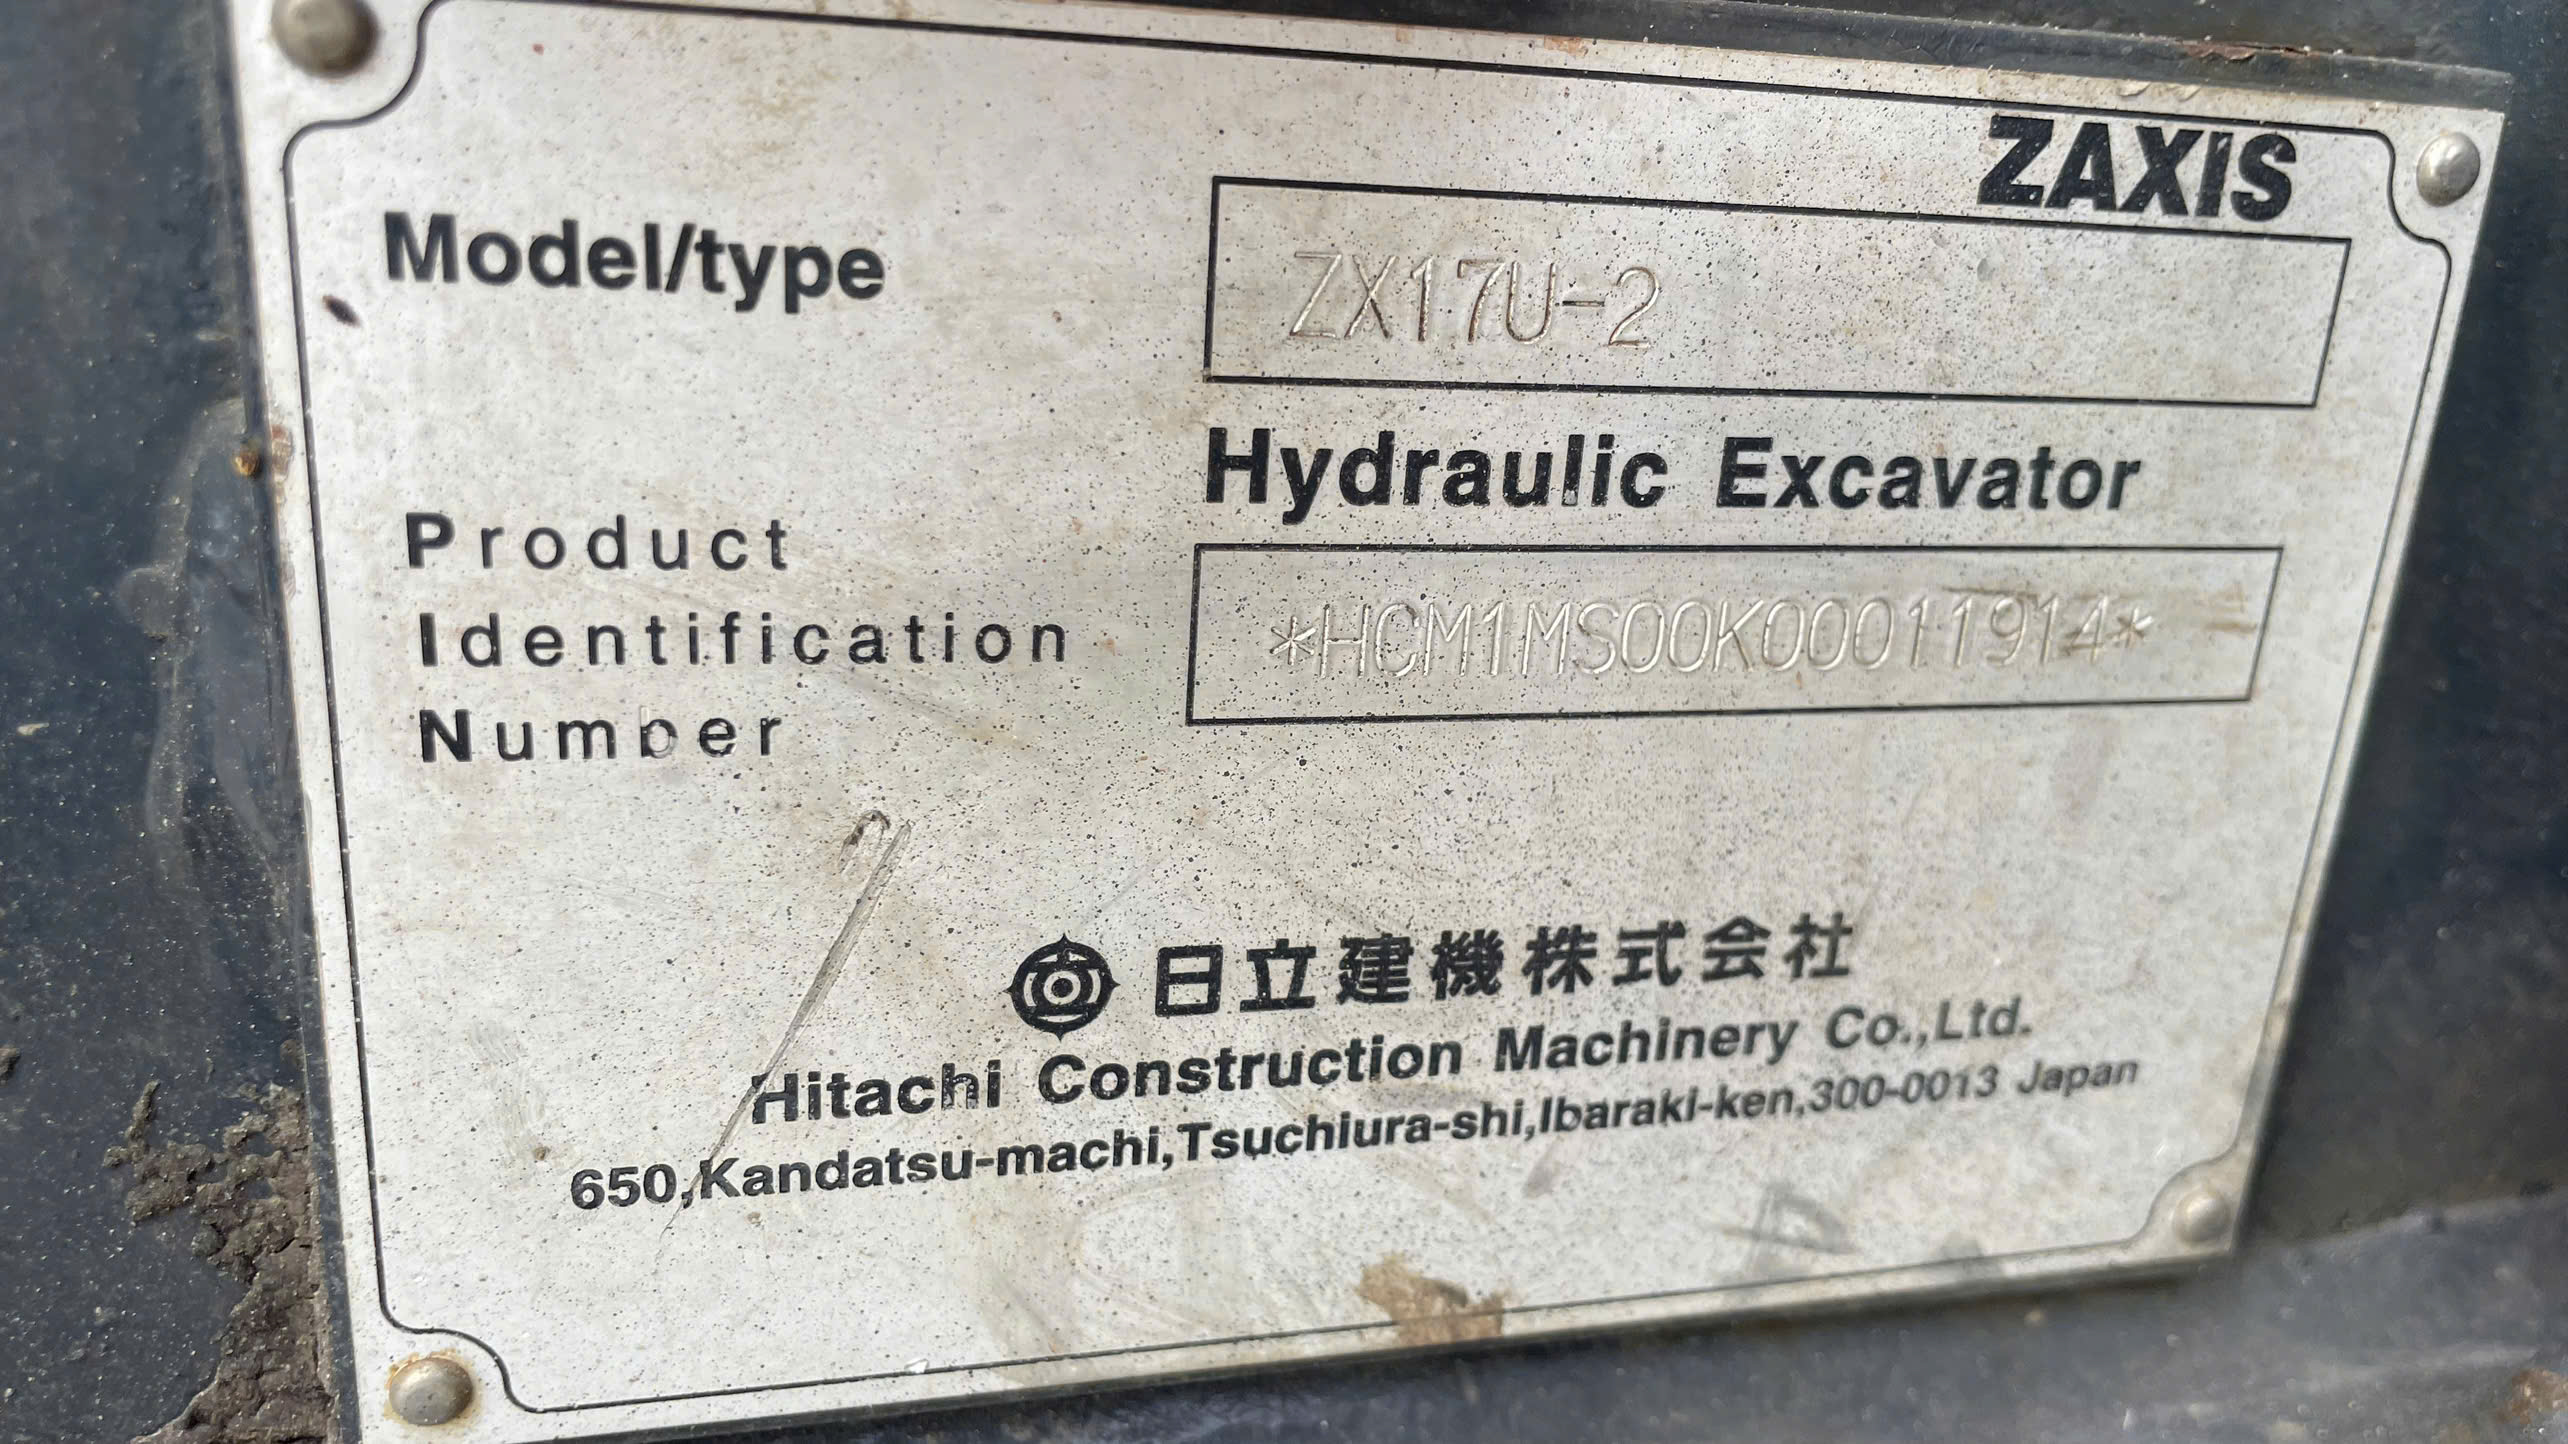 ZAXIS
Model/type
ZX17U-2
Hydraulic Excavator
Product
Identification
Number
*HCM1MS00K00011914*
日立建機株式会社
Hitachi Construction Machinery Co.,Ltd.
650,Kandatsu-machi,Tsuchiura-shi,Ibaraki-ken,300-0013 Japan